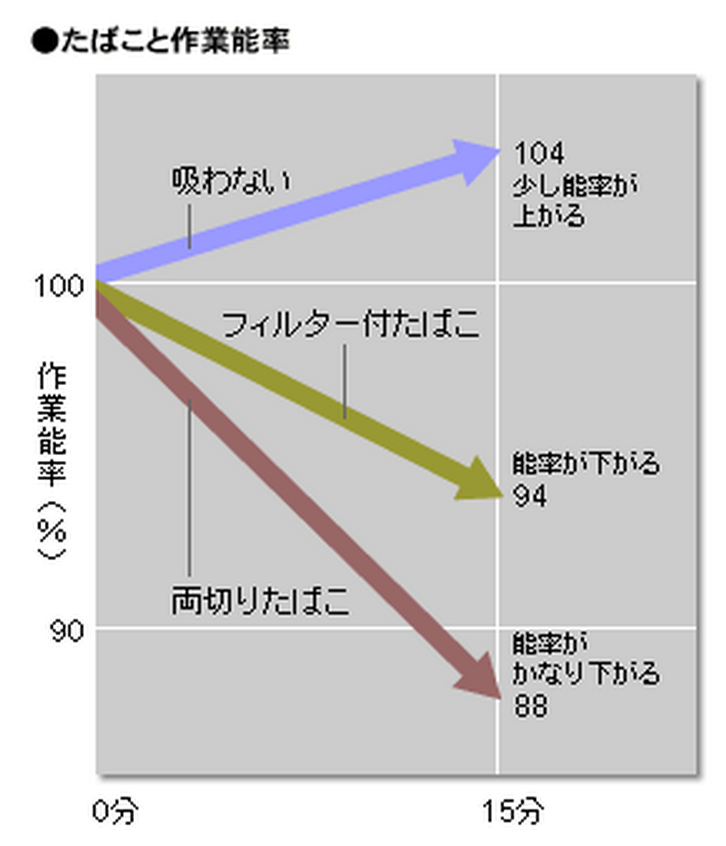 ●たばこと作業能率
104
少し能率が
上がる
吸わない
100
フィルター付たばこ
作業能率(%)
能率が下がる
94
両切りたばこ
90
能率が
かなり下がる
88
0分
15分